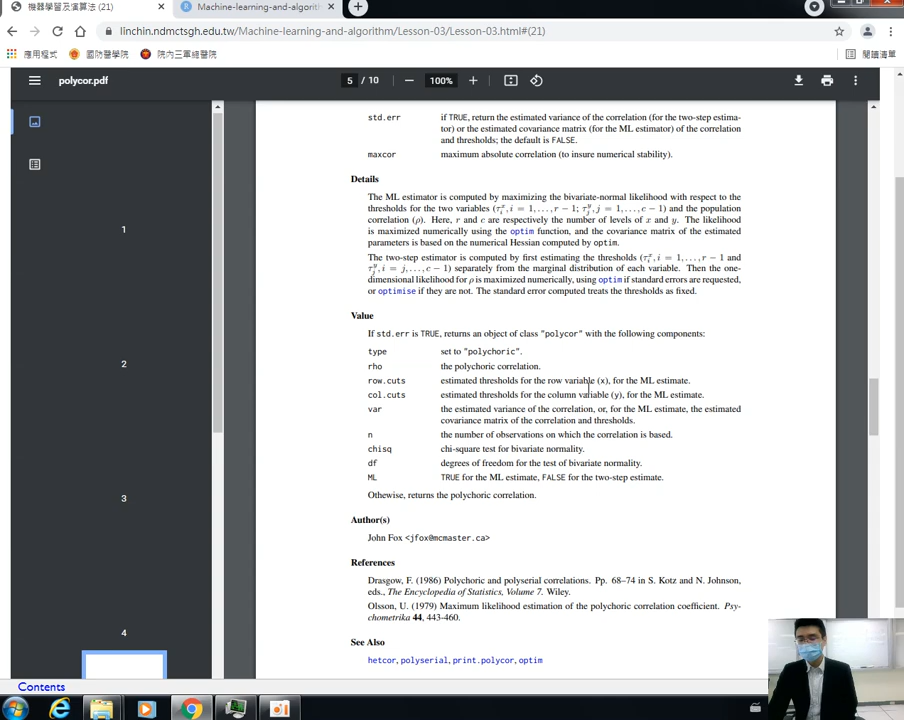 機器學習及演算法 (21)
Machine-learning-and-algorith
linchin.ndmctsgh.edu.tw/Machine-learning-and-algorithm/Lesson-03/Lesson-03.html#(21)
應用程式
國防醫學院
院內三軍總醫院
閱讀清單
polycor.pdf
5 / 10
100%
std.err if TRUE, return the estimated variance of the correlation (for the two-step estima-
tor) or the estimated covariance matrix (for the ML estimator) of the correlation
and thresholds; the default is FALSE.
maxcor maximum absolute correlation (to insure numerical stability).
Details
The ML estimator is computed by maximizing the bivariate-normal likelihood with respect to the
thresholds for the two variables (τ_i^x, i = 1, . . . , r − 1; τ_j^y, j = 1, . . . , c − 1) and the population
correlation (ρ). Here, r and c are respectively the number of levels of x and y. The likelihood
is maximized numerically using the optim function, and the covariance matrix of the estimated
parameters is based on the numerical Hessian computed by optim.
The two-step estimator is computed by first estimating the thresholds (τ_i^x, i = 1, . . . , r − 1 and
τ_j^y, i = j, . . . , c − 1) separately from the marginal distribution of each variable. Then the one-
dimensional likelihood for ρ is maximized numerically, using optim if standard errors are requested,
or optimise if they are not. The standard error computed treats the thresholds as fixed.
Value
If std.err is TRUE, returns an object of class "polycor" with the following components:
type set to "polychoric".
rho the polychoric correlation.
row.cuts estimated thresholds for the row variable (x), for the ML estimate.
col.cuts estimated thresholds for the column variable (y), for the ML estimate.
var the estimated variance of the correlation, or, for the ML estimate, the estimated
covariance matrix of the correlation and thresholds.
n the number of observations on which the correlation is based.
chisq chi-square test for bivariate normality.
df degrees of freedom for the test of bivariate normality.
ML TRUE for the ML estimate, FALSE for the two-step estimate.
Othewise, returns the polychoric correlation.
Author(s)
John Fox <jfox@mcmaster.ca>
References
Drasgow, F. (1986) Polychoric and polyserial correlations. Pp. 68–74 in S. Kotz and N. Johnson,
eds., The Encyclopedia of Statistics, Volume 7. Wiley.
Olsson, U. (1979) Maximum likelihood estimation of the polychoric correlation coefficient. Psy-
chometrika 44, 443-460.
See Also
hetcor, polyserial, print.polycor, optim
1
2
3
4
Contents